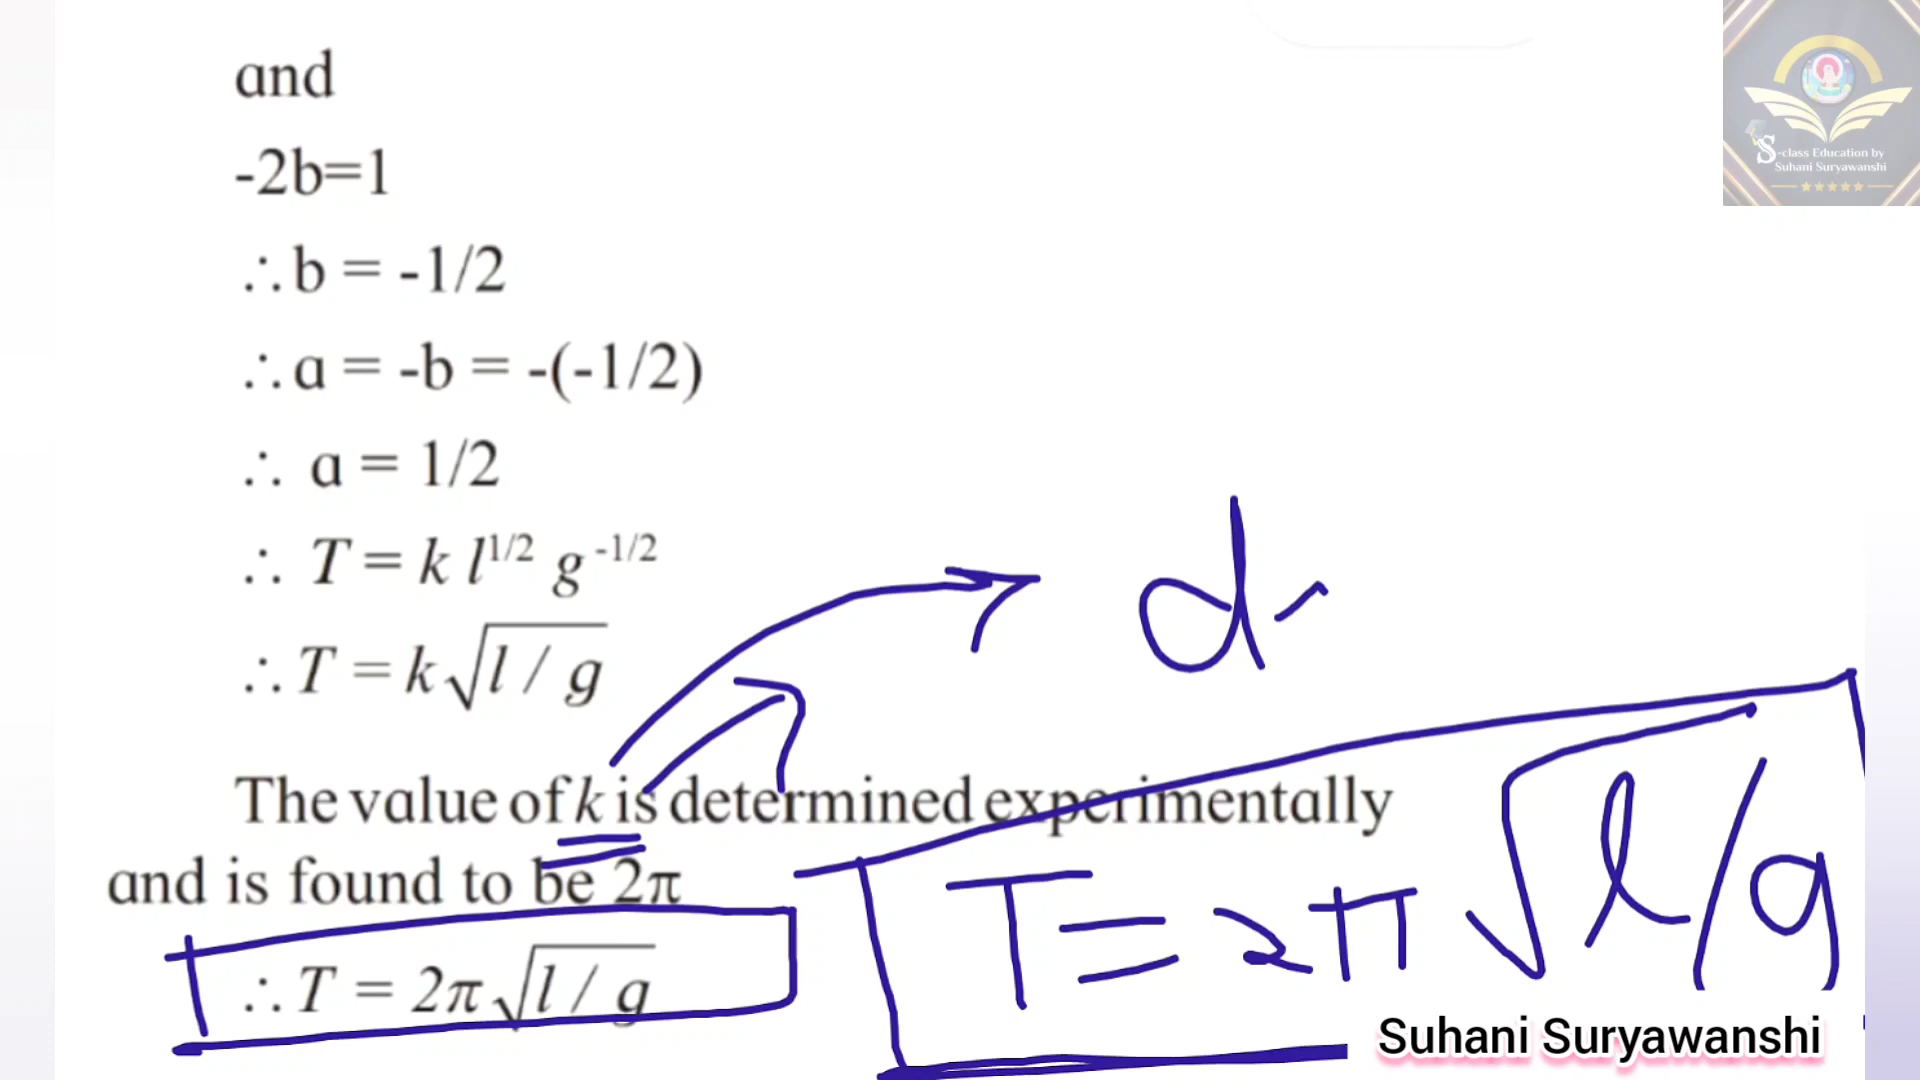 and
-2b=1
∴ b = -1/2
∴ a = -b = -(-1/2)
∴ a = 1/2
∴ T = k l^1/2 g^-1/2
∴ T = k√l / g
The value of k is determined experimentally
and is found to be 2π
∴ T = 2π√l / g
T = 2π √l/g
S-class Education by
Suhani Suryawanshi
Suhani Suryawanshi